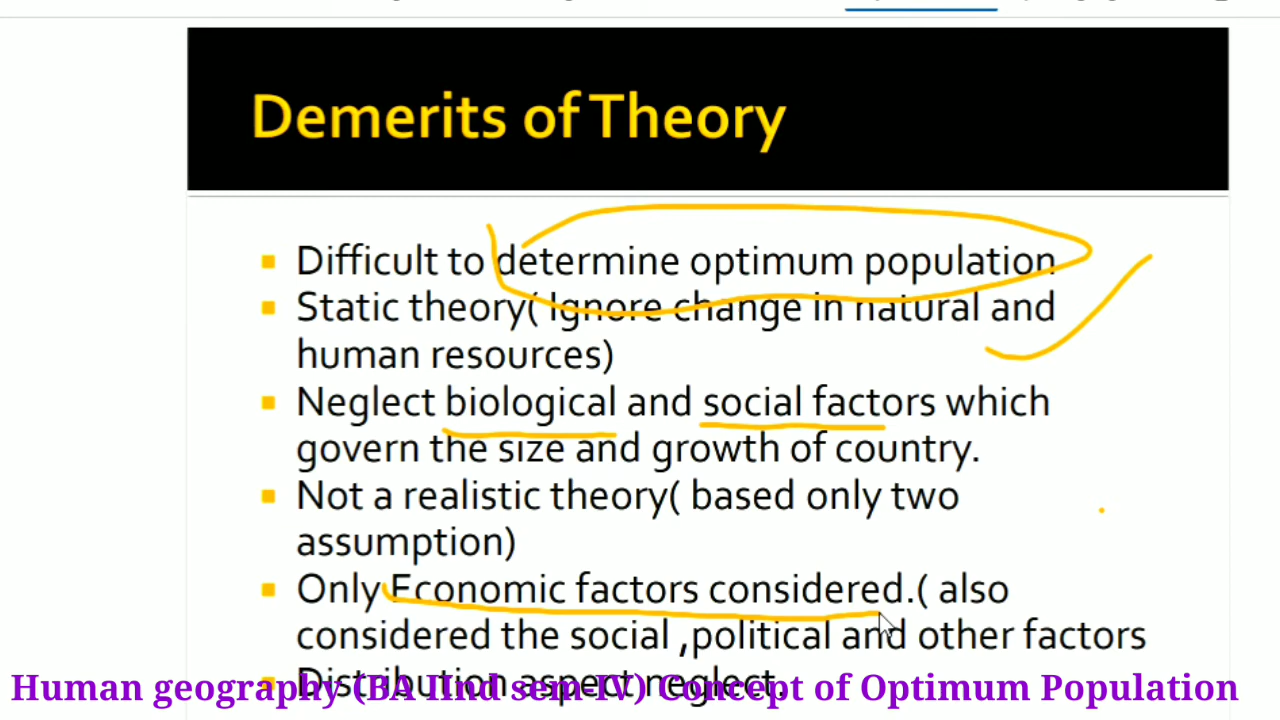 Demerits of Theory
Difficult to determine optimum population
Static theory( Ignore change in natural and
human resources)
Neglect biological and social factors which
govern the size and growth of country.
Not a realistic theory( based only two
assumption)
Only Economic factors considered.( also
considered the social ,political and other factors
Distribution aspect neglect.
Human geography (BA IInd sem-IV) Concept of Optimum Population